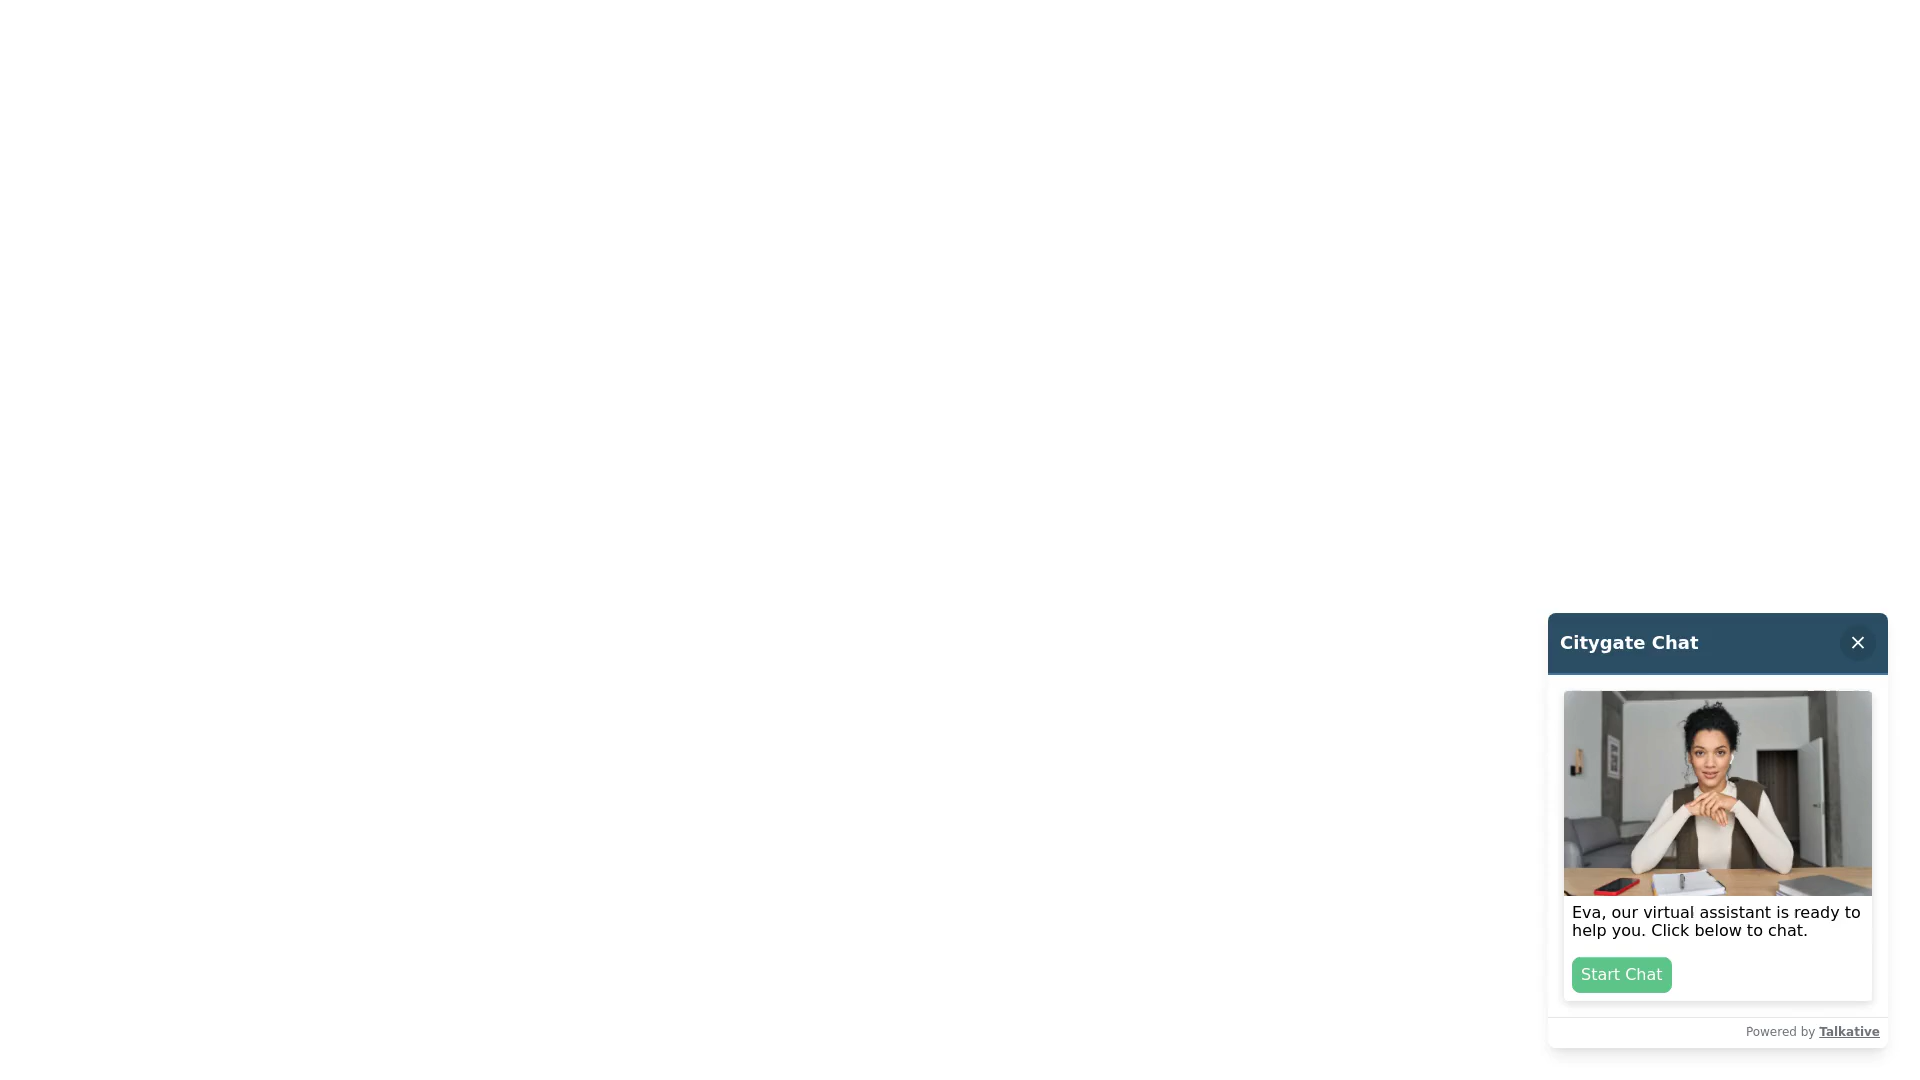 Citygate Chat
Eva, our virtual assistant is ready to
help you. Click below to chat.
Start Chat
Powered by Talkative